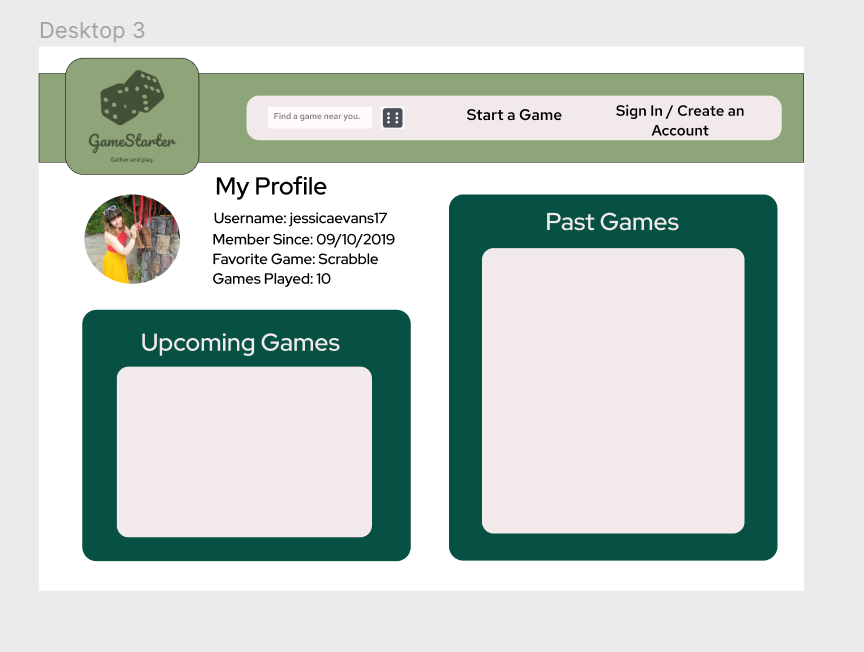 Desktop 3
GameStarter
Gather and play.
Find a game near you.
Start a Game
Sign In / Create an
Account
My Profile
Username: jessicaevans17
Member Since: 09/10/2019
Favorite Game: Scrabble
Games Played: 10
Upcoming Games
Past Games